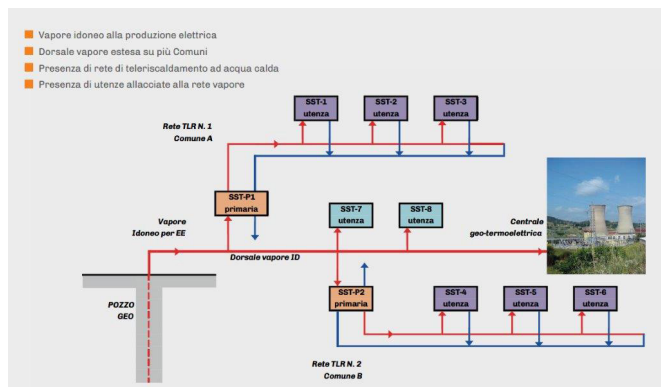 Vapore idoneo alla produzione elettrica
Dorsale vapore estesa su più Comuni
Presenza di rete di teleriscaldamento ad acqua calda
Presenza di utenze allacciate alla rete vapore
SST-1
utenza
SST-2
utenza
SST-3
utenza
Rete TLR N. 1
Comune A
SST-P1
primaria
Vapore
Idoneo per EE
SST-7
utenza
SST-8
utenza
Centrale
geo-termoelettrica
Dorsale vapore ID
POZZO
GEO
SST-P2
primaria
SST-4
utenza
SST-5
utenza
SST-6
utenza
Rete TLR N. 2
Comune B